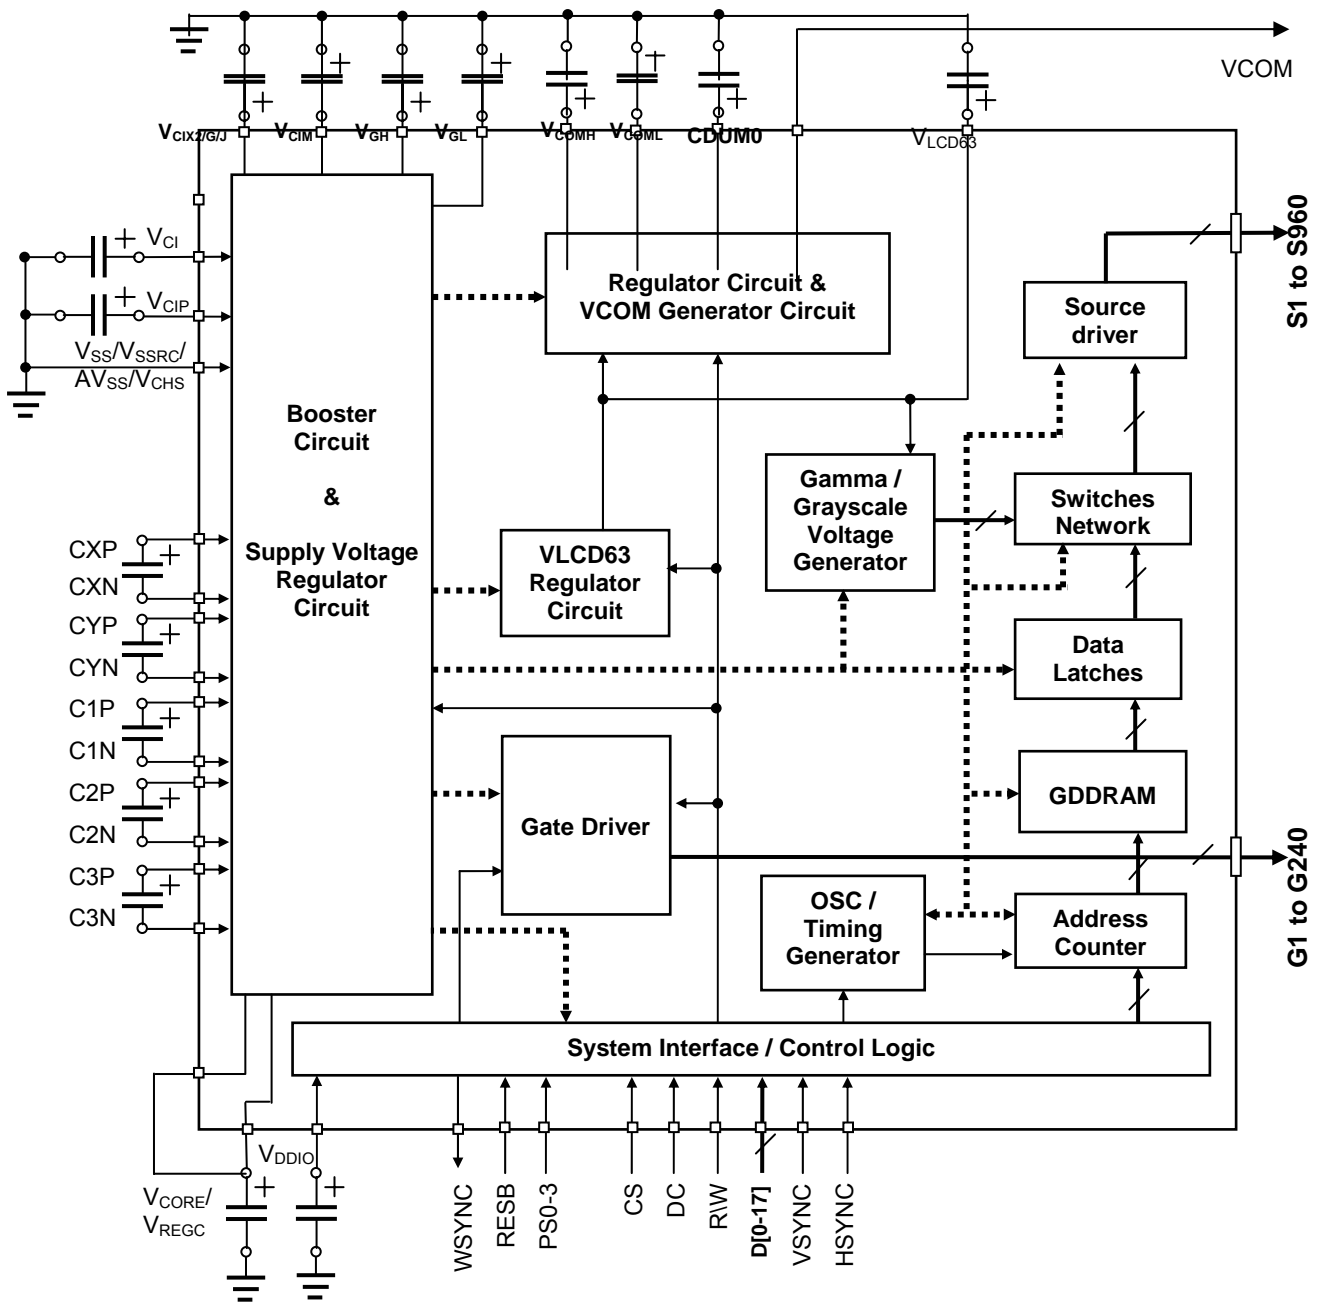 VCOM
VCIX2/G/J
VCIM
VGH
VGL
VCOMH
VCOML
CDUM0
VLCD63
S1 to S960
VCI
VCIP
VSS/VSSRC/
AVSS/VCHS
Regulator Circuit &
VCOM Generator Circuit
Source
driver
Booster
Circuit
&
Supply Voltage
Regulator
Circuit
Gamma /
Grayscale
Voltage
Generator
Switches
Network
CXP
CXN
VLCD63
Regulator
Circuit
CYP
CYN
Data
Latches
C1P
C1N
C2P
C2N
GDDRAM
Gate Driver
G1 to G240
C3P
C3N
OSC /
Timing
Generator
Address
Counter
System Interface / Control Logic
VDDIO
VCORE/
VREGC
WSYNC
RESB
PS0-3
CS
DC
R\W
D[0-17]
VSYNC
HSYNC